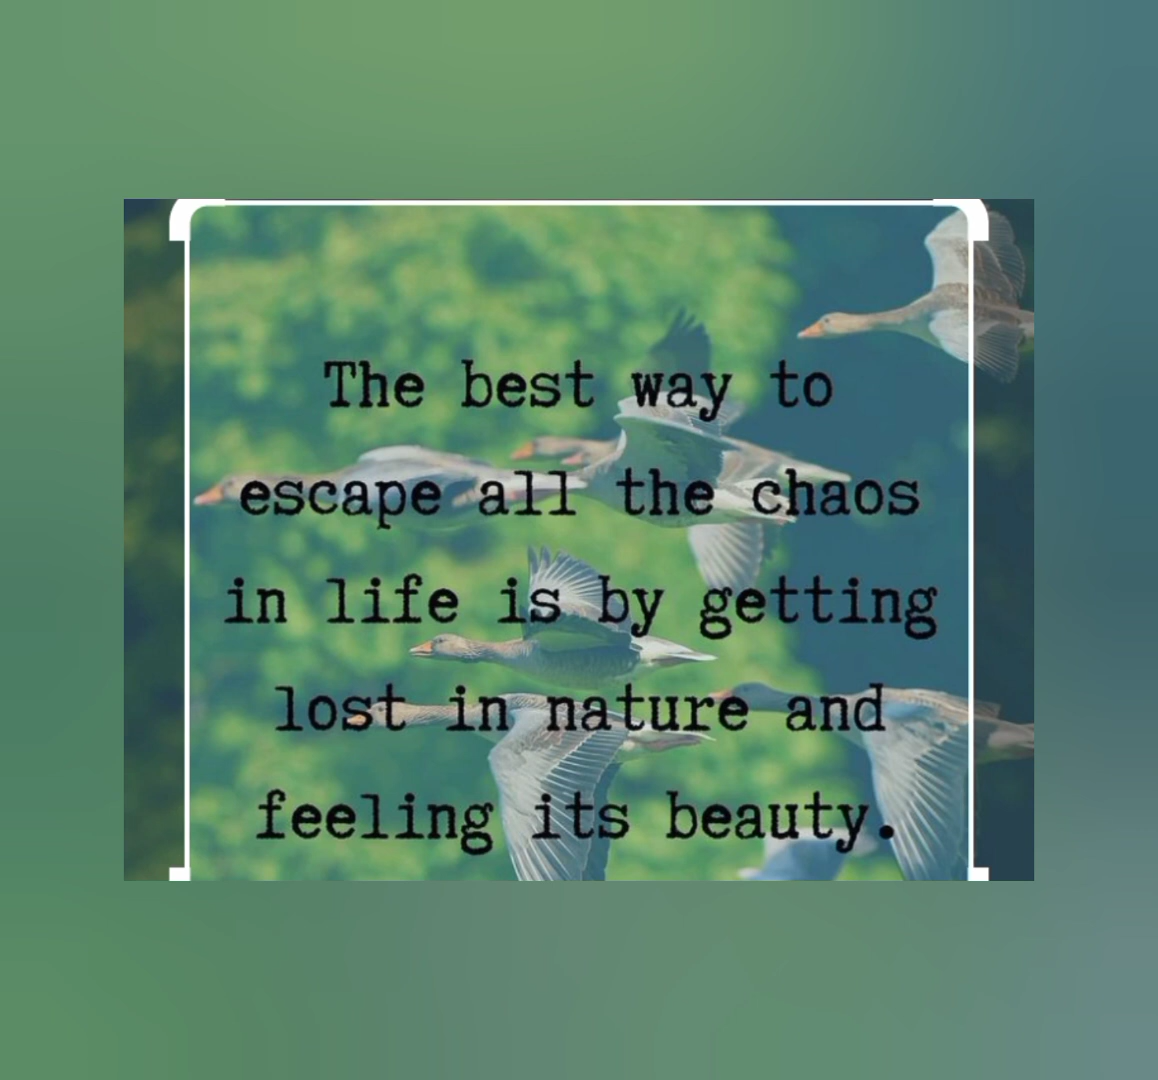 The best way to
escape all the chaos
in life is by getting
lost in nature and
feeling its beauty.